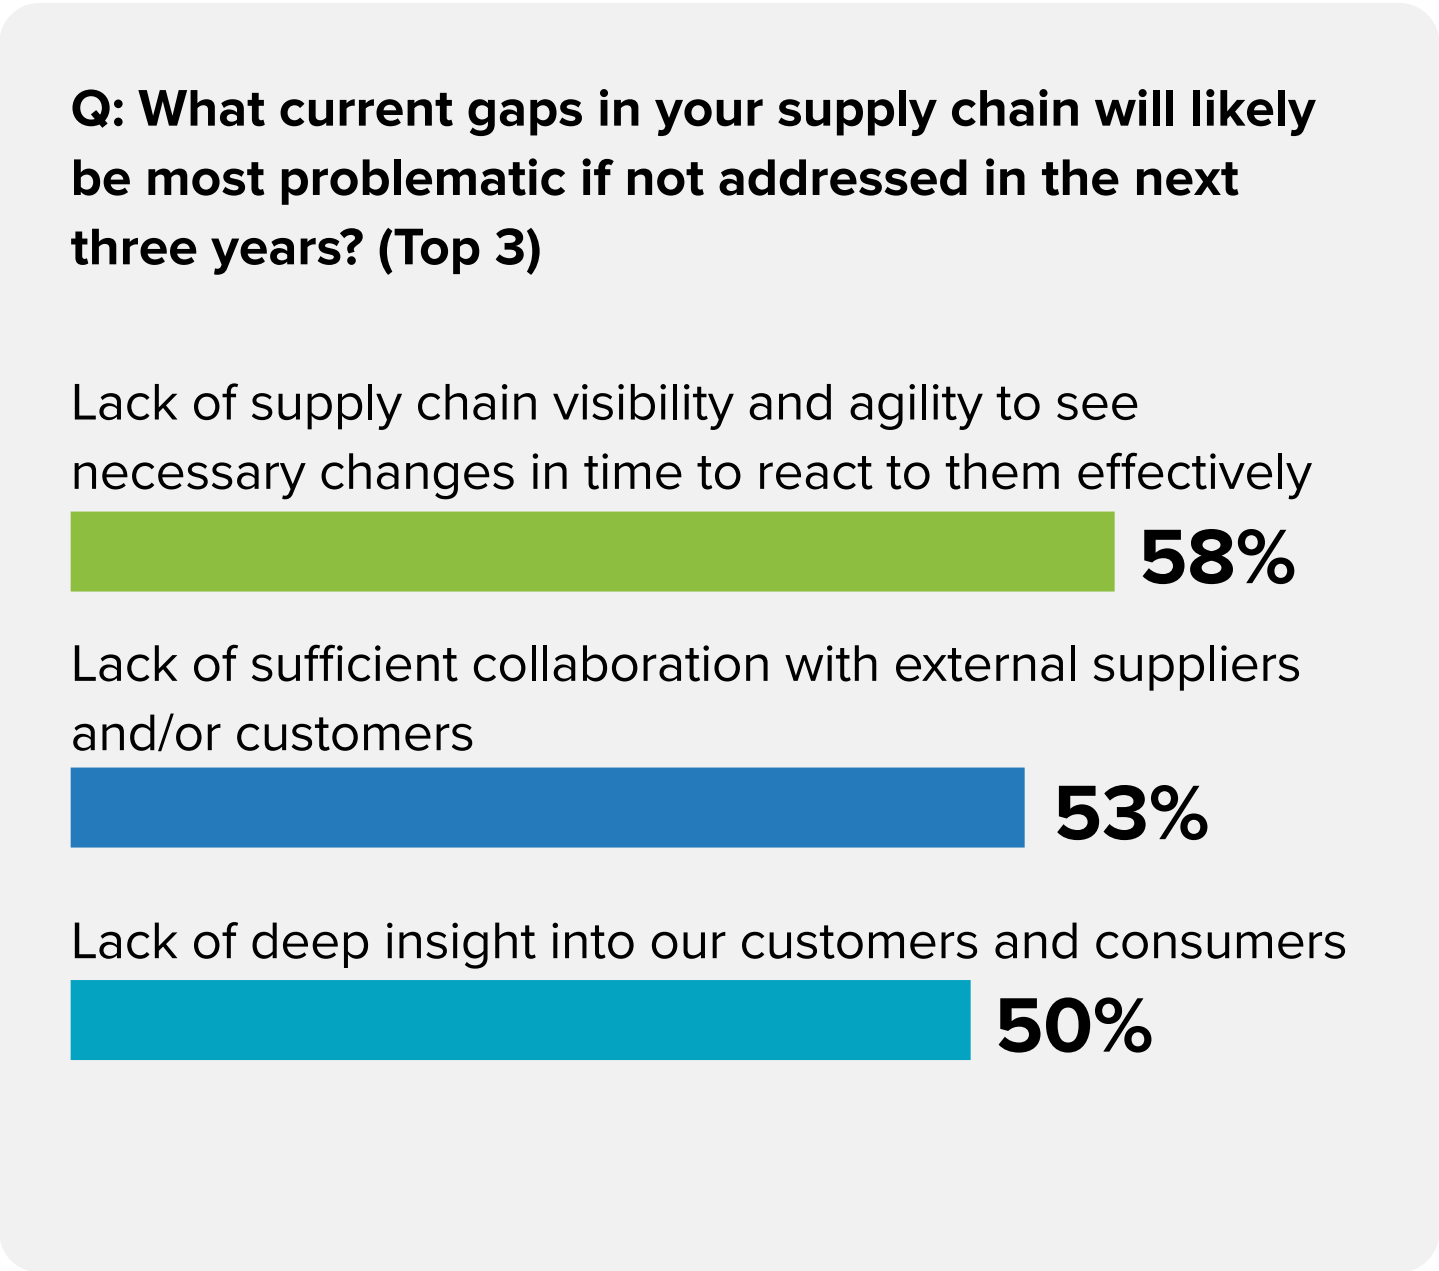 Q: What current gaps in your supply chain will likely
be most problematic if not addressed in the next
three years? (Top 3)
Lack of supply chain visibility and agility to see
necessary changes in time to react to them effectively
58%
Lack of sufficient collaboration with external suppliers
and/or customers
53%
Lack of deep insight into our customers and consumers
50%